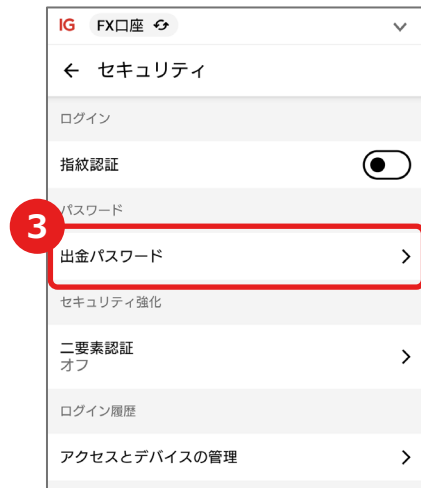 IG FX口座
セキュリティ
ログイン
指紋認証
パスワード
3
出金パスワード
セキュリティ強化
二要素認証
オフ
ログイン履歴
アクセスとデバイスの管理